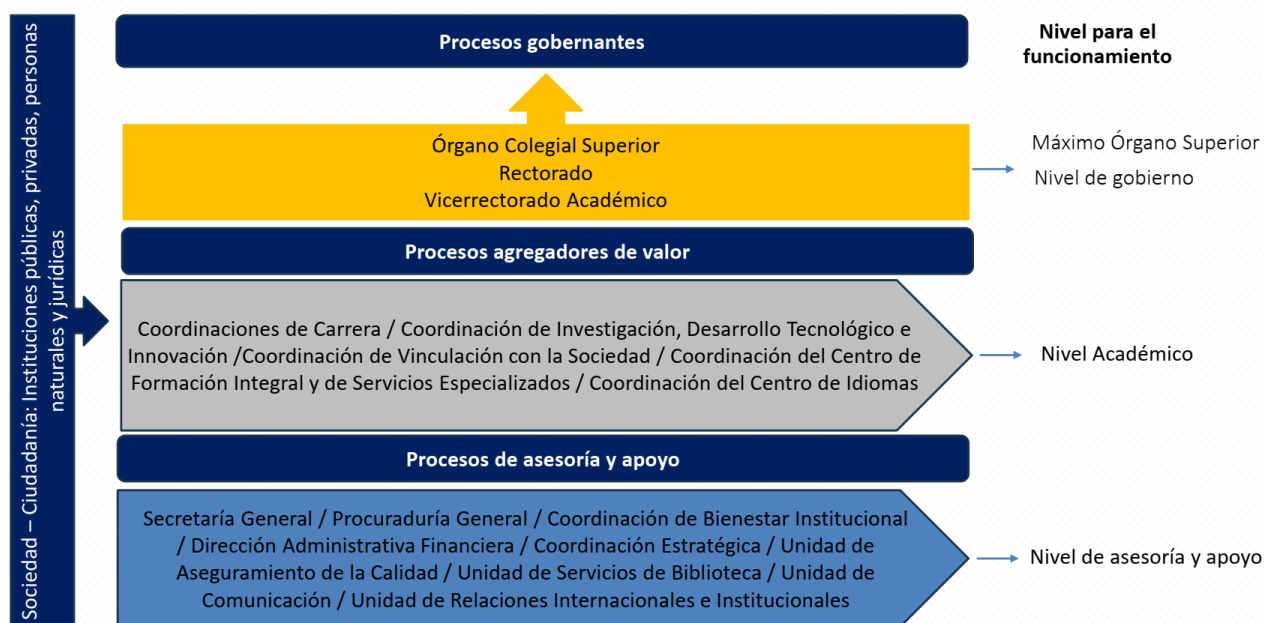 Sociedad – Ciudadanía: Instituciones públicas, privadas, personas
naturales y jurídicas
Procesos gobernantes
Nivel para el
funcionamiento
Órgano Colegial Superior
Rectorado
Vicerrectorado Académico
Máximo Órgano Superior
Nivel de gobierno
Procesos agregadores de valor
Coordinaciones de Carrera / Coordinación de Investigación, Desarrollo Tecnológico e
Innovación /Coordinación de Vinculación con la Sociedad / Coordinación del Centro de
Formación Integral y de Servicios Especializados / Coordinación del Centro de Idiomas
Nivel Académico
Procesos de asesoría y apoyo
Secretaría General / Procuraduría General / Coordinación de Bienestar Institucional
/ Dirección Administrativa Financiera / Coordinación Estratégica / Unidad de
Aseguramiento de la Calidad / Unidad de Servicios de Biblioteca / Unidad de
Comunicación / Unidad de Relaciones Internacionales e Institucionales
Nivel de asesoría y apoyo